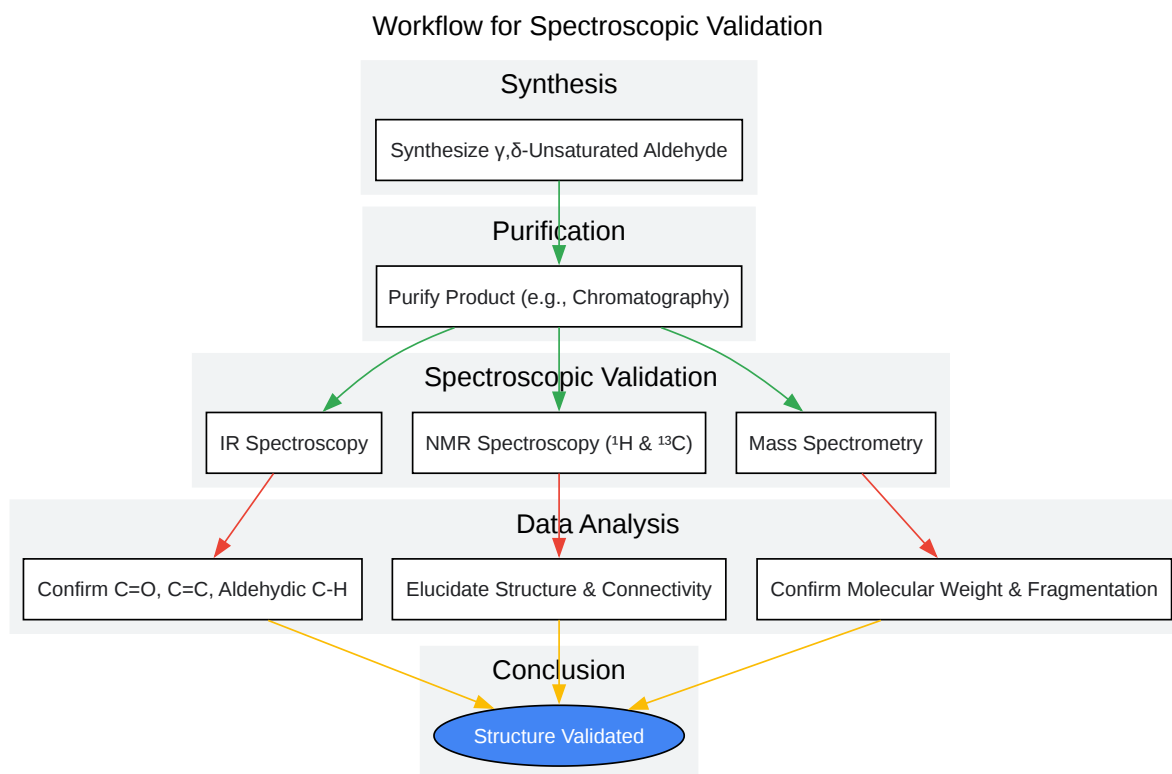 Workflow for Spectroscopic Validation
Synthesis
Synthesize γ,δ-Unsaturated Aldehyde
Purification
Purify Product (e.g., Chromatography)
Spectroscopic Validation
IR Spectroscopy
NMR Spectroscopy (¹H & ¹³C)
Mass Spectrometry
Data Analysis
Confirm C=O, C=C, Aldehydic C-H
Elucidate Structure & Connectivity
Confirm Molecular Weight & Fragmentation
Conclusion
Structure Validated